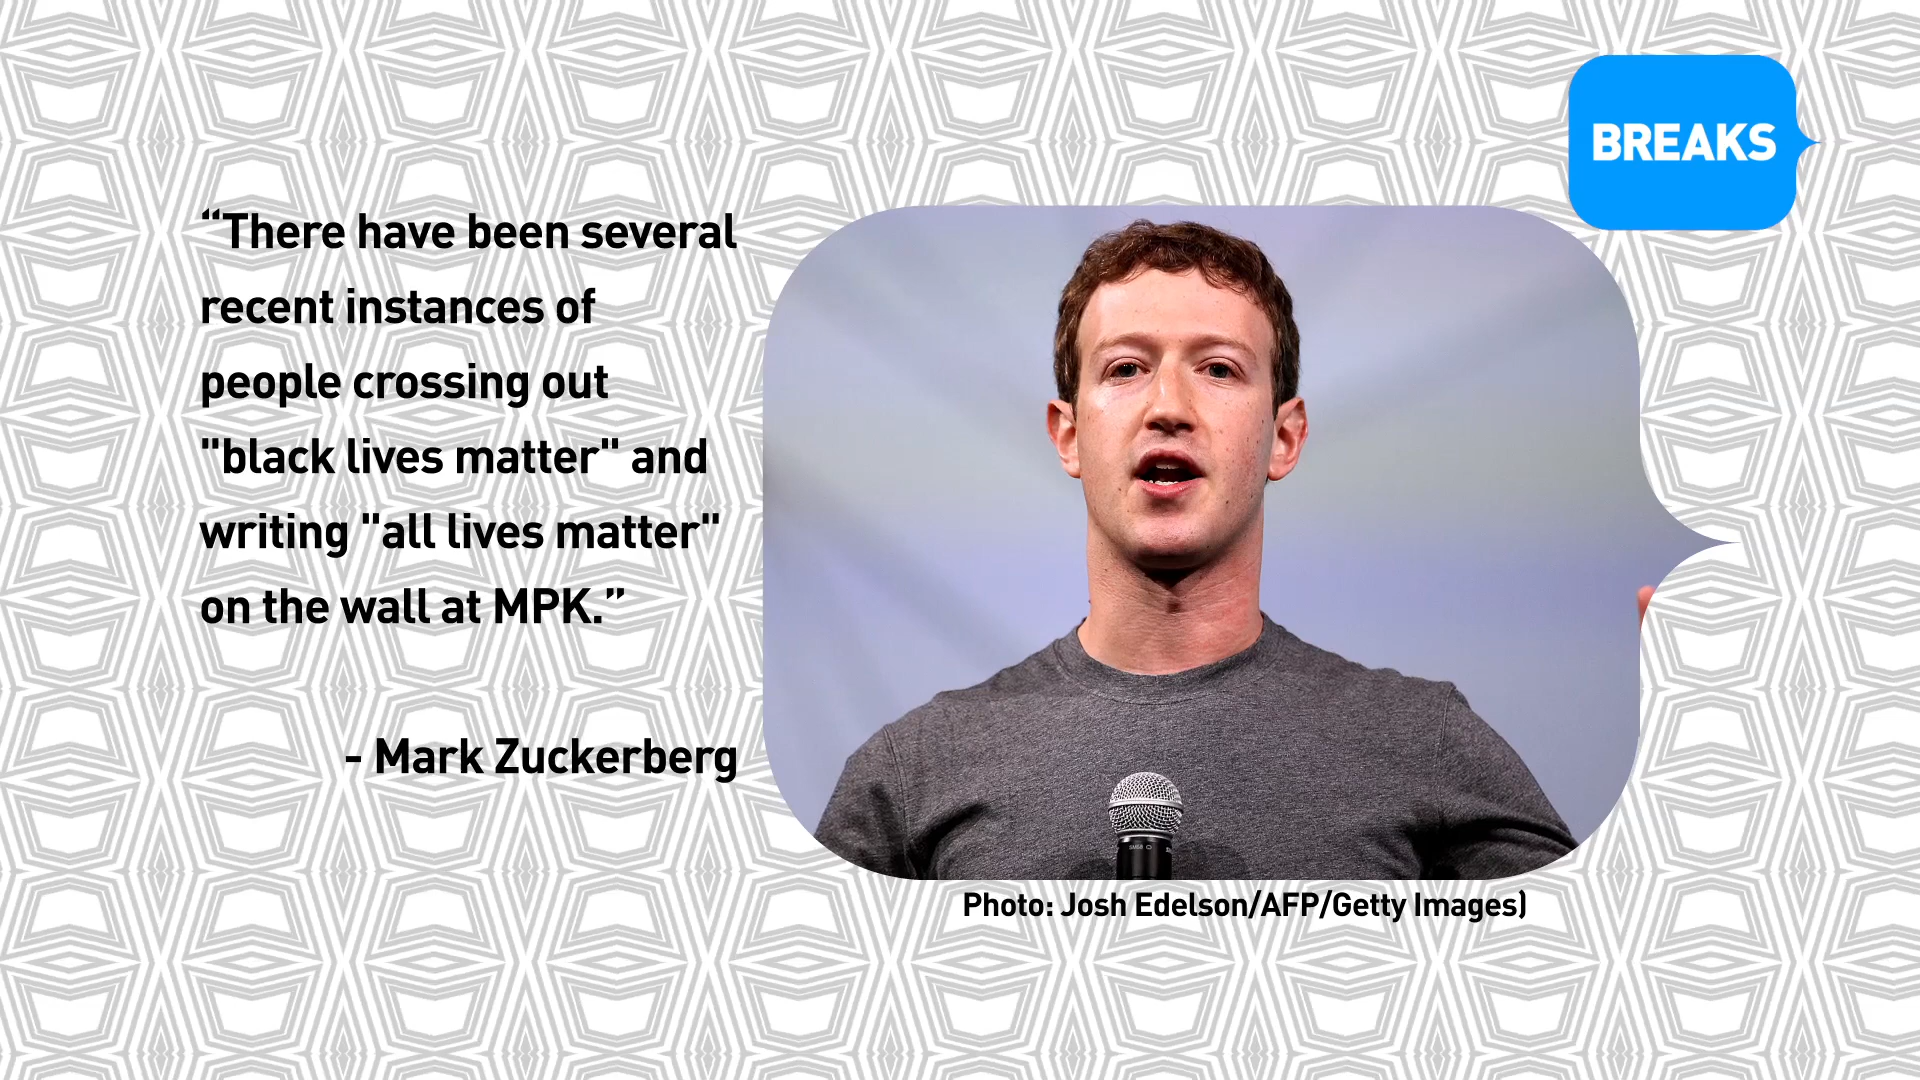 BREAKS
“There have been several
recent instances of
people crossing out
"black lives matter" and
writing "all lives matter"
on the wall at MPK.”
- Mark Zuckerberg
Photo: Josh Edelson/AFP/Getty Images)